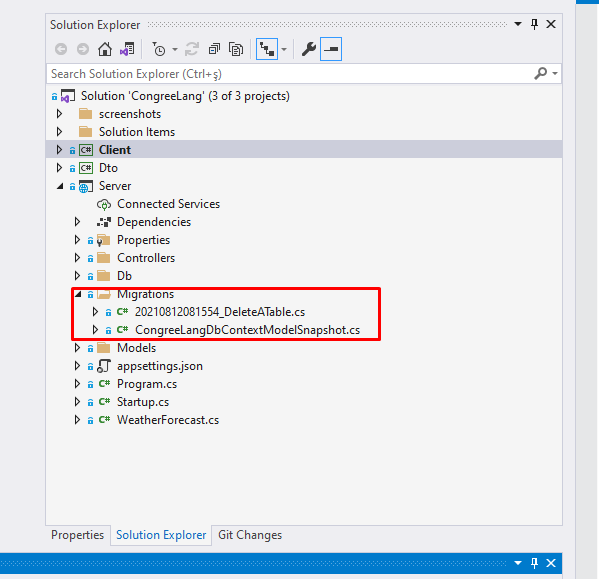 Solution Explorer
Search Solution Explorer (Ctrl+ş)
Solution 'CongreeLang' (3 of 3 projects)
screenshots
Solution Items
C# Client
C# Dto
Server
Connected Services
Dependencies
Properties
Controllers
Db
Migrations
C# 20210812081554_DeleteATable.cs
C# CongreeLangDbContextModelSnapshot.cs
Models
appsettings.json
C# Program.cs
C# Startup.cs
C# WeatherForecast.cs
Properties Solution Explorer Git Changes